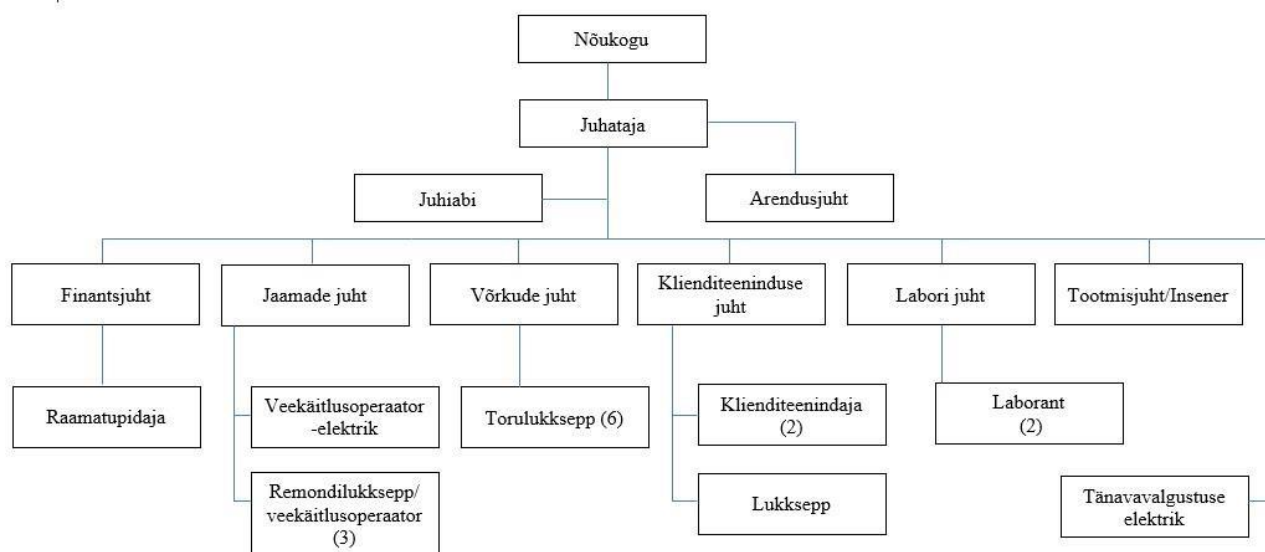 Nõukogu
Juhataja
Juhiabi
Arendusjuht
Finantsjuht
Jaamade juht
Võrkude juht
Klienditeeninduse
juht
Labori juht
Tootmisjuht/Insener
Raamatupidaja
Veekäitlusoperaator
-elektrik
Torulukksepp (6)
Klienditeenindaja
(2)
Laborant
(2)
Remondilukksepp/
veekäitlusoperaator
(3)
Lukksepp
Tänavavalgustuse
elektrik